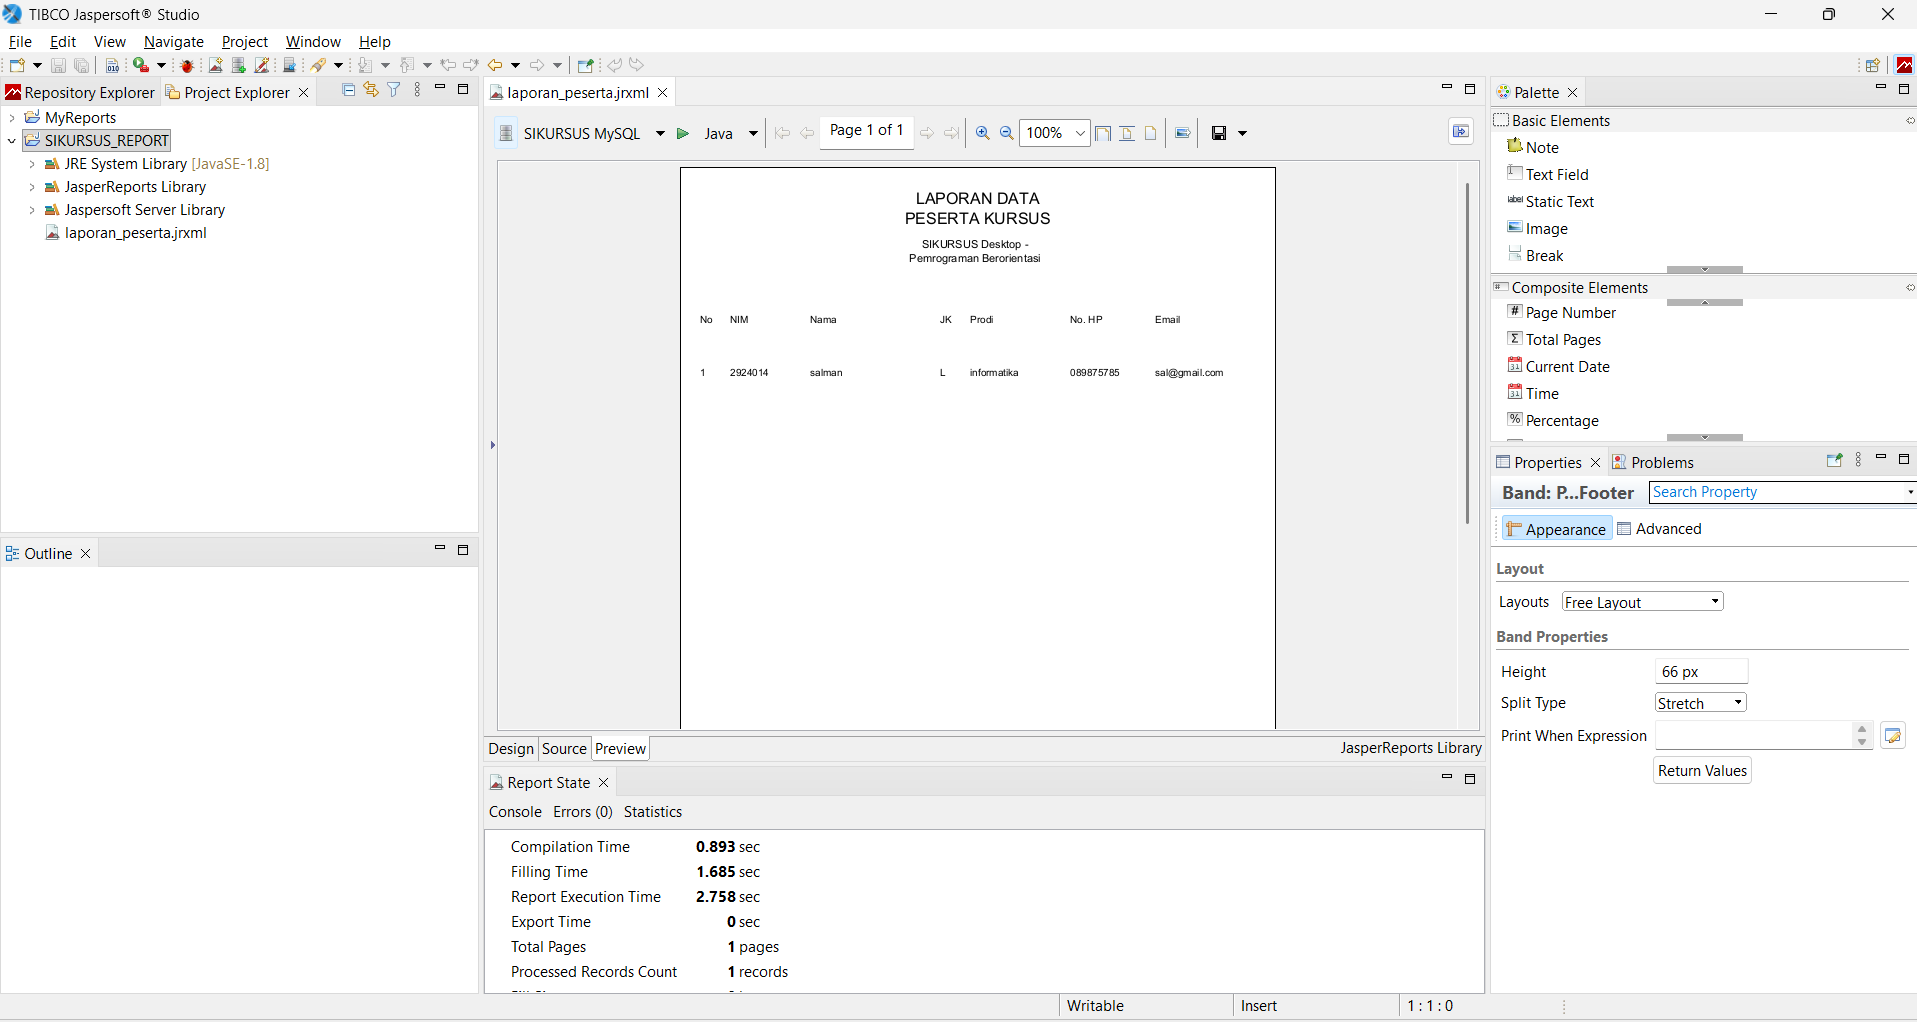 TIBCO Jaspersoft® Studio
File Edit View Navigate Project Window Help
Repository Explorer
Project Explorer
MyReports
SIKURSUS_REPORT
JRE System Library [JavaSE-1.8]
JasperReports Library
Jaspersoft Server Library
laporan_peserta.jrxml
Outline
laporan_peserta.jrxml
SIKURSUS MySQL
Java
Page 1 of 1
100%
LAPORAN DATA
PESERTA KURSUS
SIKURSUS Desktop -
Pemrograman Berorientasi
No NIM Nama JK Prodi No. HP Email
1 2924014 salman L informatika 089875785 sal@gmail.com
Design Source Preview
JasperReports Library
Report State
Console Errors (0) Statistics
Compilation Time 0.893 sec
Filling Time 1.685 sec
Report Execution Time 2.758 sec
Export Time 0 sec
Total Pages 1 pages
Processed Records Count 1 records
Palette
Basic Elements
Note
Text Field
Static Text
Image
Break
Composite Elements
Page Number
Total Pages
Current Date
Time
Percentage
Properties
Problems
Band: P...Footer
Search Property
Appearance
Advanced
Layout
Layouts Free Layout
Band Properties
Height 66 px
Split Type Stretch
Print When Expression
Return Values
Writable
Insert
1 : 1 : 0